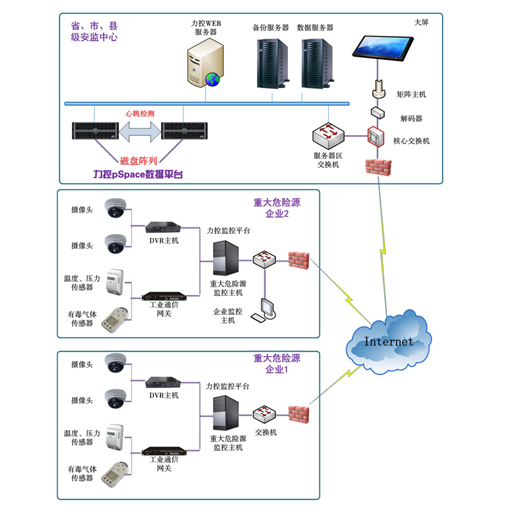 省、市、县
级安监中心
力控WEB
服务器
备份服务器
数据服务器
大屏
矩阵主机
解码器
核心交换机
服务器区
交换机
心跳检测
磁盘阵列
力控pSpace数据平台
重大危险源
企业2
摄像头
DVR主机
力控监控平台
摄像头
温度、压力
传感器
重大危险源
监控主机
工业通信
网关
有毒气体
传感器
企业监控
主机
Internet
重大危险源
企业1
摄像头
DVR主机
力控监控平台
摄像头
温度、压力
传感器
重大危险源
监控主机
交换机
工业通信
网关
有毒气体
传感器